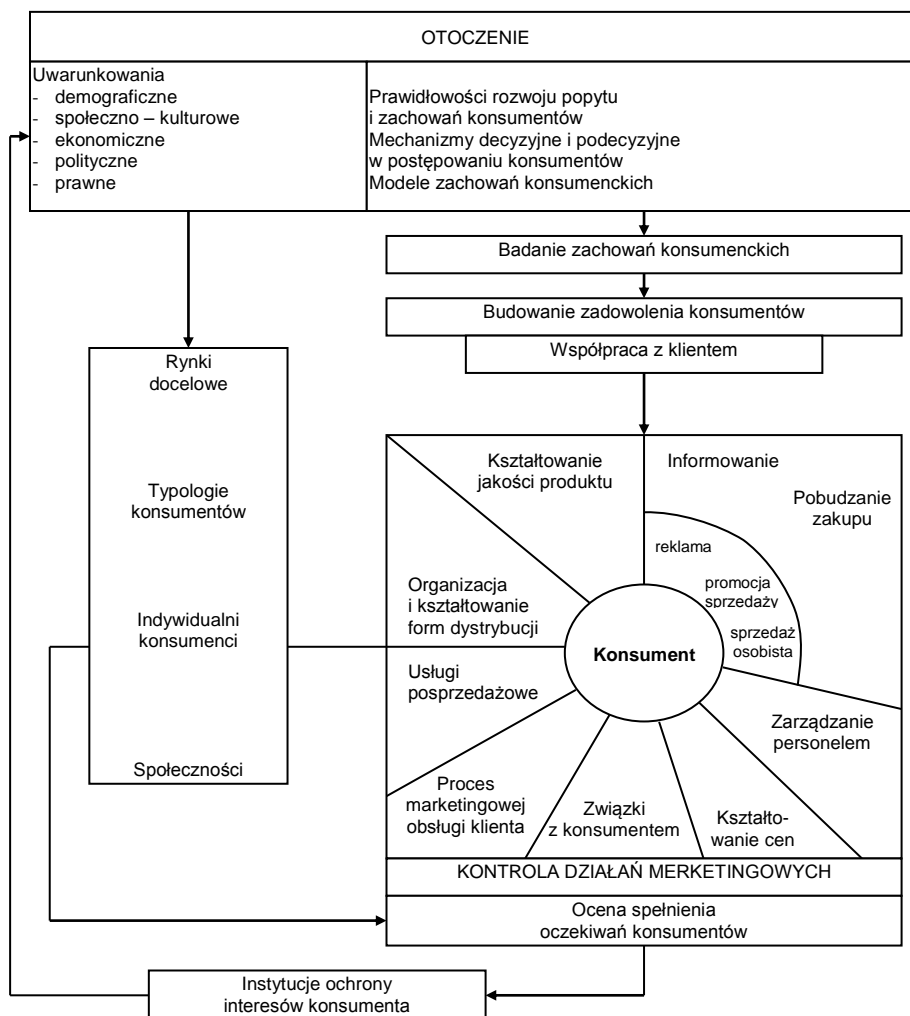 OTOCZENIE
Uwarunkowania
- demograficzne
- społeczno – kulturowe
- ekonomiczne
- polityczne
- prawne
Prawidłowości rozwoju popytu
i zachowań konsumentów
Mechanizmy decyzyjne i podecyzyjne
w postępowaniu konsumentów
Modele zachowań konsumenckich
Badanie zachowań konsumenckich
Budowanie zadowolenia konsumentów
Współpraca z klientem
Rynki
docelowe
Typologie
konsumentów
Indywidualni
konsumenci
Społeczności
Kształtowanie
jakości produktu
Informowanie
Pobudzanie
zakupu
reklama
promocja
sprzedaży
sprzedaż
osobista
Organizacja
i kształtowanie
form dystrybucji
Konsument
Usługi
posprzedażowe
Zarządzanie
personelem
Proces
marketingowej
obsługi klienta
Związki
z konsumentem
Kształto-
wanie cen
KONTROLA DZIAŁAŃ MERKETINGOWYCH
Ocena spełnienia
oczekiwań konsumentów
Instytucje ochrony
interesów konsumenta